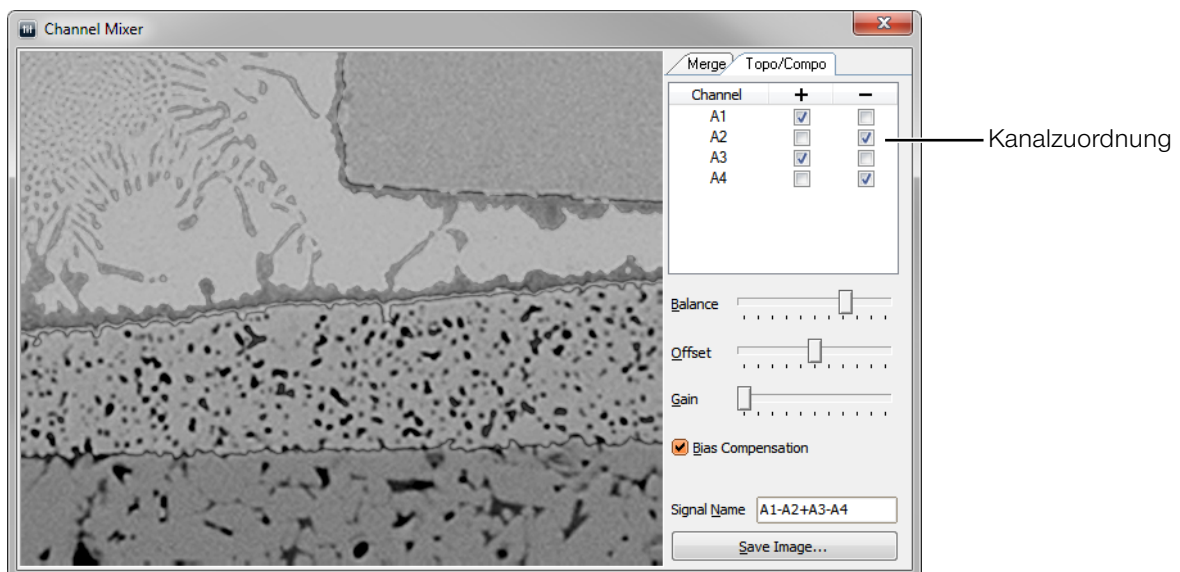 Channel Mixer
Merge Topo/Compo
Channel + −
A1
A2
A3
A4
Kanalzuordnung
Balance
Offset
Gain
Bias Compensation
Signal Name A1-A2+A3-A4
Save Image...